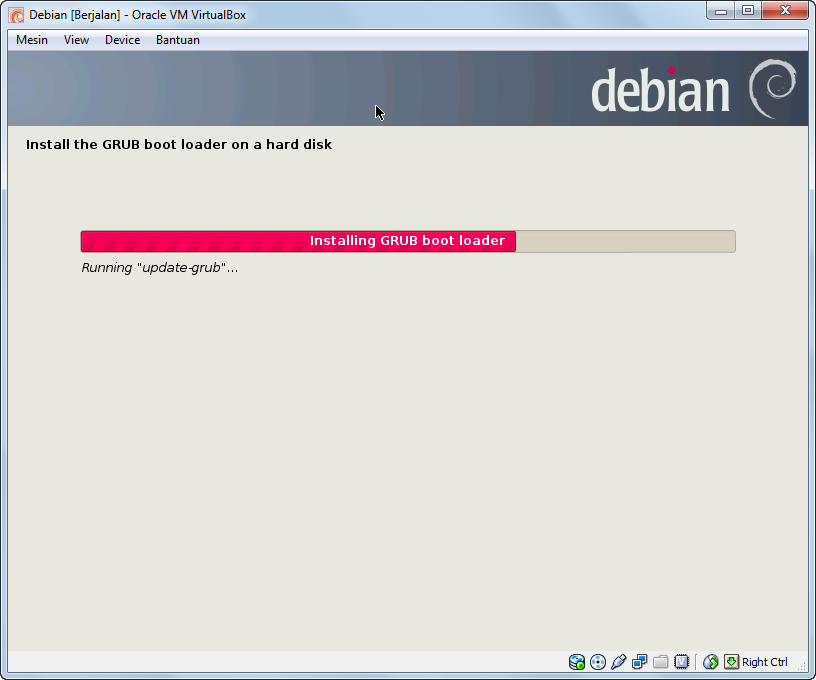 Debian [Berjalan] - Oracle VM VirtualBox
Mesin View Device Bantuan
debian
Install the GRUB boot loader on a hard disk
Installing GRUB boot loader
Running "update-grub"...
Right Ctrl